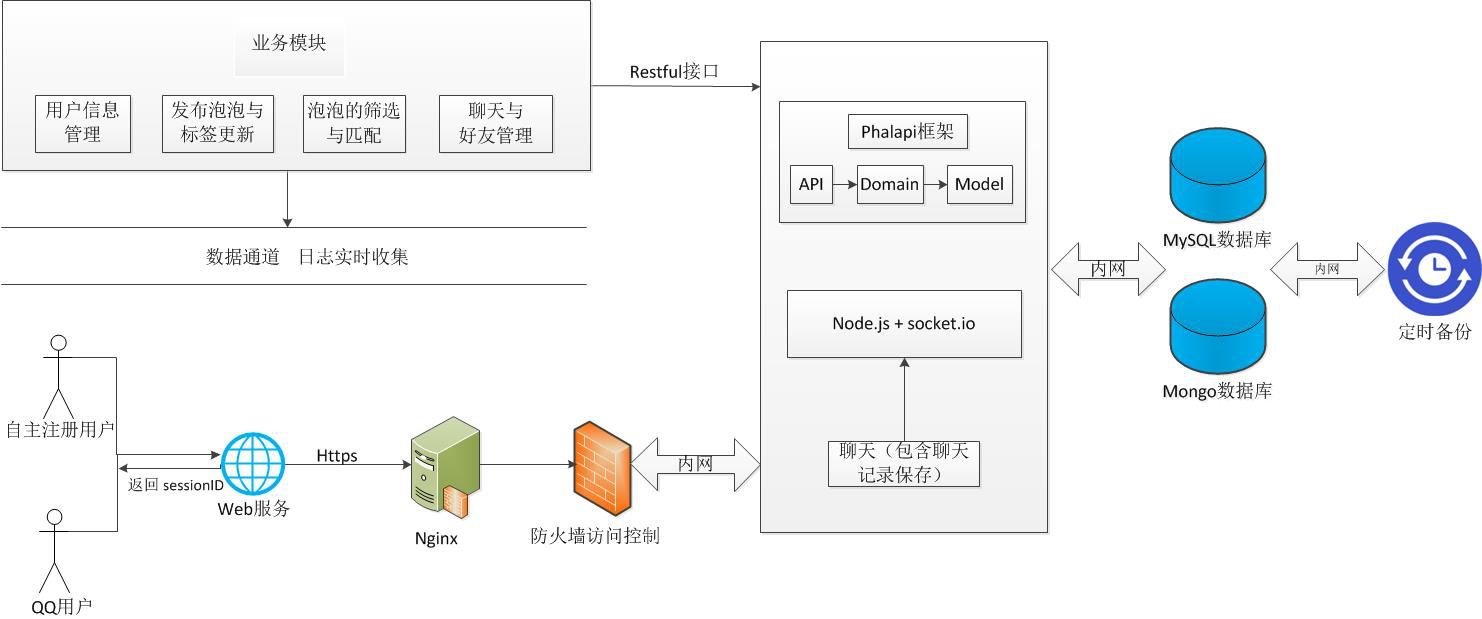 业务模块
用户信息
管理
发布泡泡与
标签更新
泡泡的筛选
与匹配
聊天与
好友管理
Restful接口
数据通道 日志实时收集
Phalapi框架
API
Domain
Model
Node.js + socket.io
聊天（包含聊天
记录保存）
内网
MySQL数据库
Mongo数据库
内网
定时备份
自主注册用户
返回 sessionID
Web服务
Https
Nginx
防火墙访问控制
内网
QQ用户